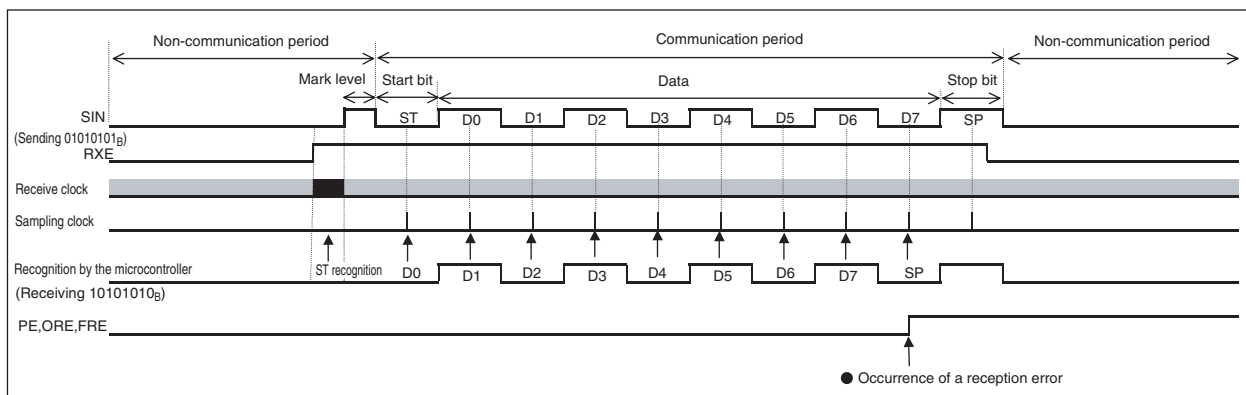 Non-communication period
Communication period
Non-communication period
Mark level
Start bit
Data
Stop bit
SIN
ST
D0
D1
D2
D3
D4
D5
D6
D7
SP
(Sending 01010101B)
RXE
Receive clock
Sampling clock
Recognition by the microcontroller
ST recognition
D0
D1
D2
D3
D4
D5
D6
D7
SP
(Receiving 10101010B)
PE,ORE,FRE
● Occurrence of a reception error